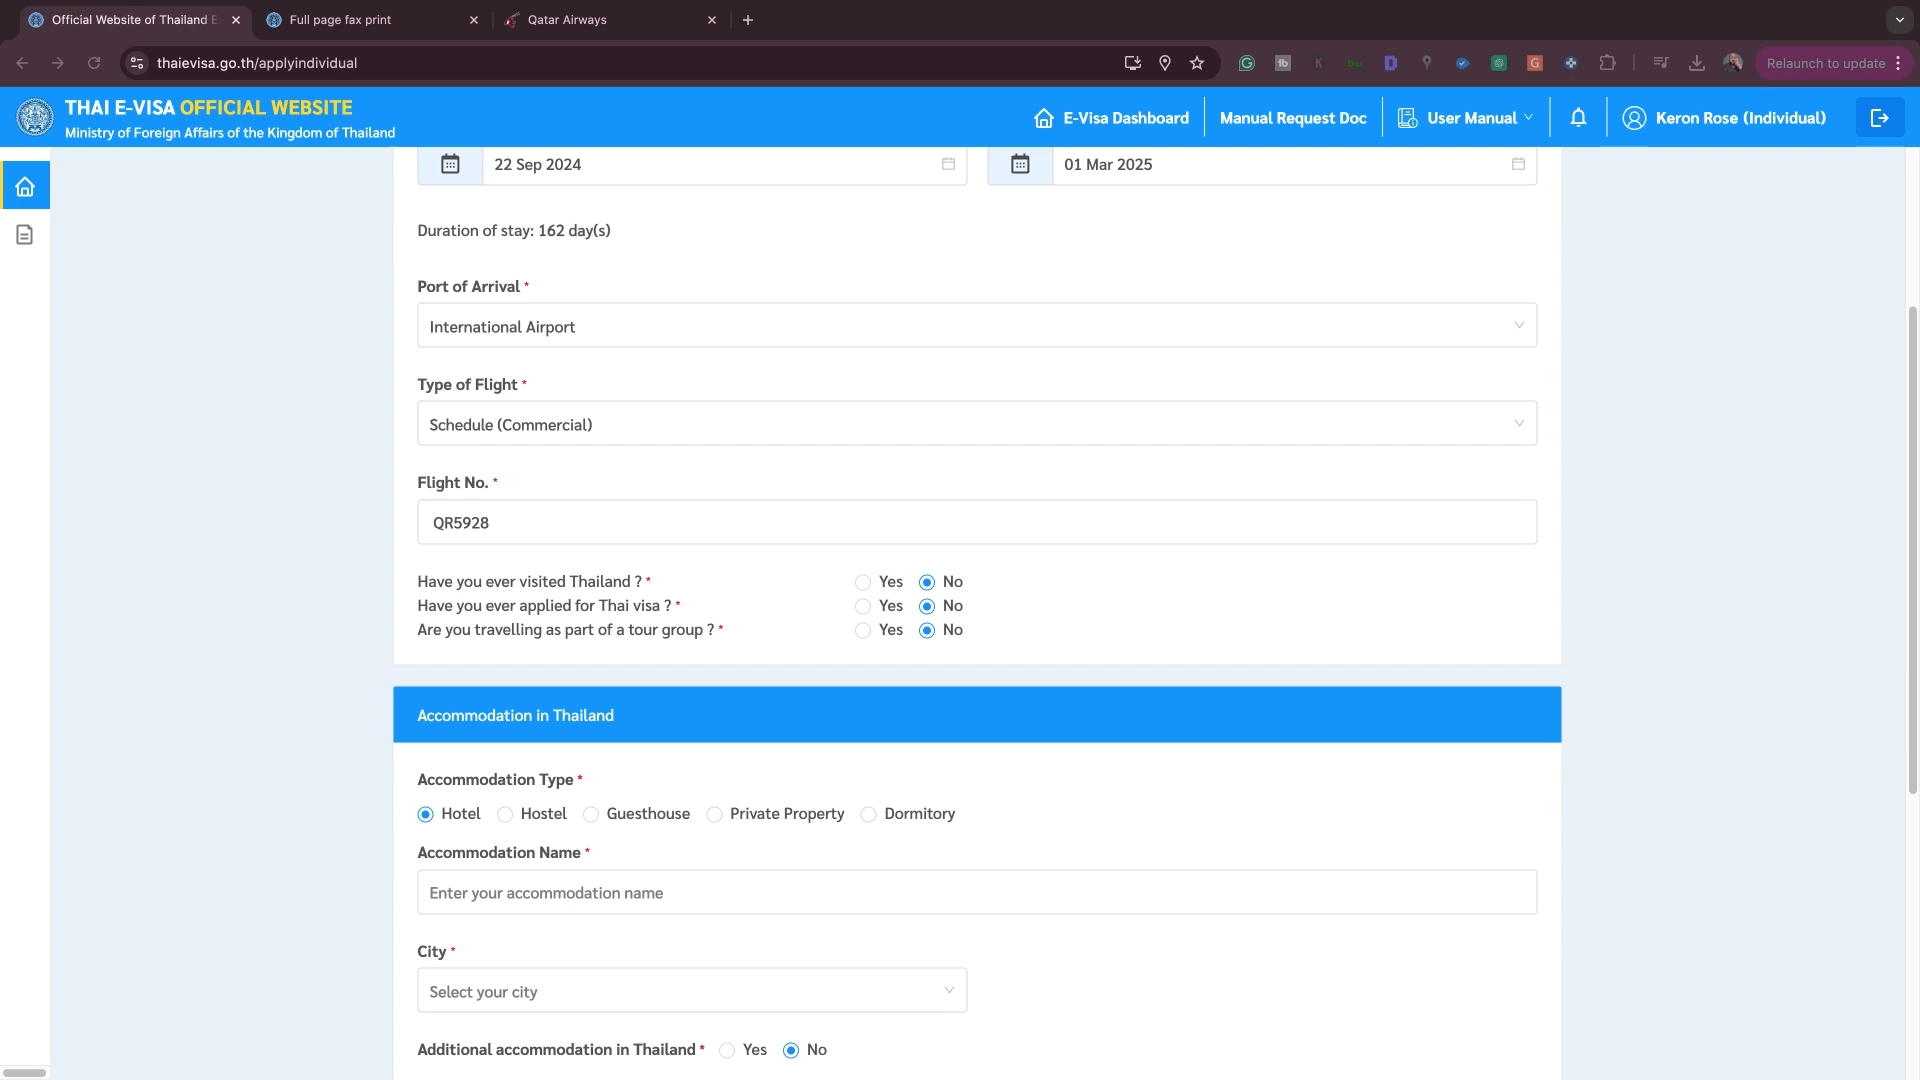 Official Website of Thailand E
Full page fax print
Qatar Airways
thaievisa.go.th/applyindividual
Relaunch to update
THAI E-VISA OFFICIAL WEBSITE
Ministry of Foreign Affairs of the Kingdom of Thailand
E-Visa Dashboard
Manual Request Doc
User Manual
Keron Rose (Individual)
22 Sep 2024
01 Mar 2025
Duration of stay: 162 day(s)
Port of Arrival *
International Airport
Type of Flight *
Schedule (Commercial)
Flight No. *
QR5928
Have you ever visited Thailand ? * Yes No
Have you ever applied for Thai visa ? * Yes No
Are you travelling as part of a tour group ? * Yes No
Accommodation in Thailand
Accommodation Type *
Hotel Hostel Guesthouse Private Property Dormitory
Accommodation Name *
Enter your accommodation name
City *
Select your city
Additional accommodation in Thailand * Yes No